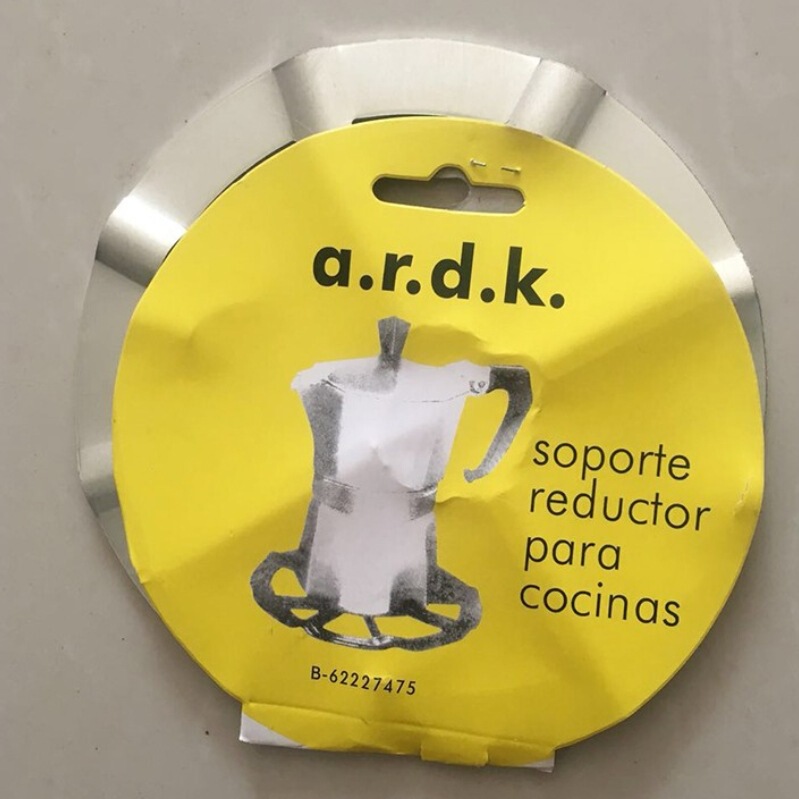 a.r.d.k.
soporte
reductor
para
cocinas
B-62227475